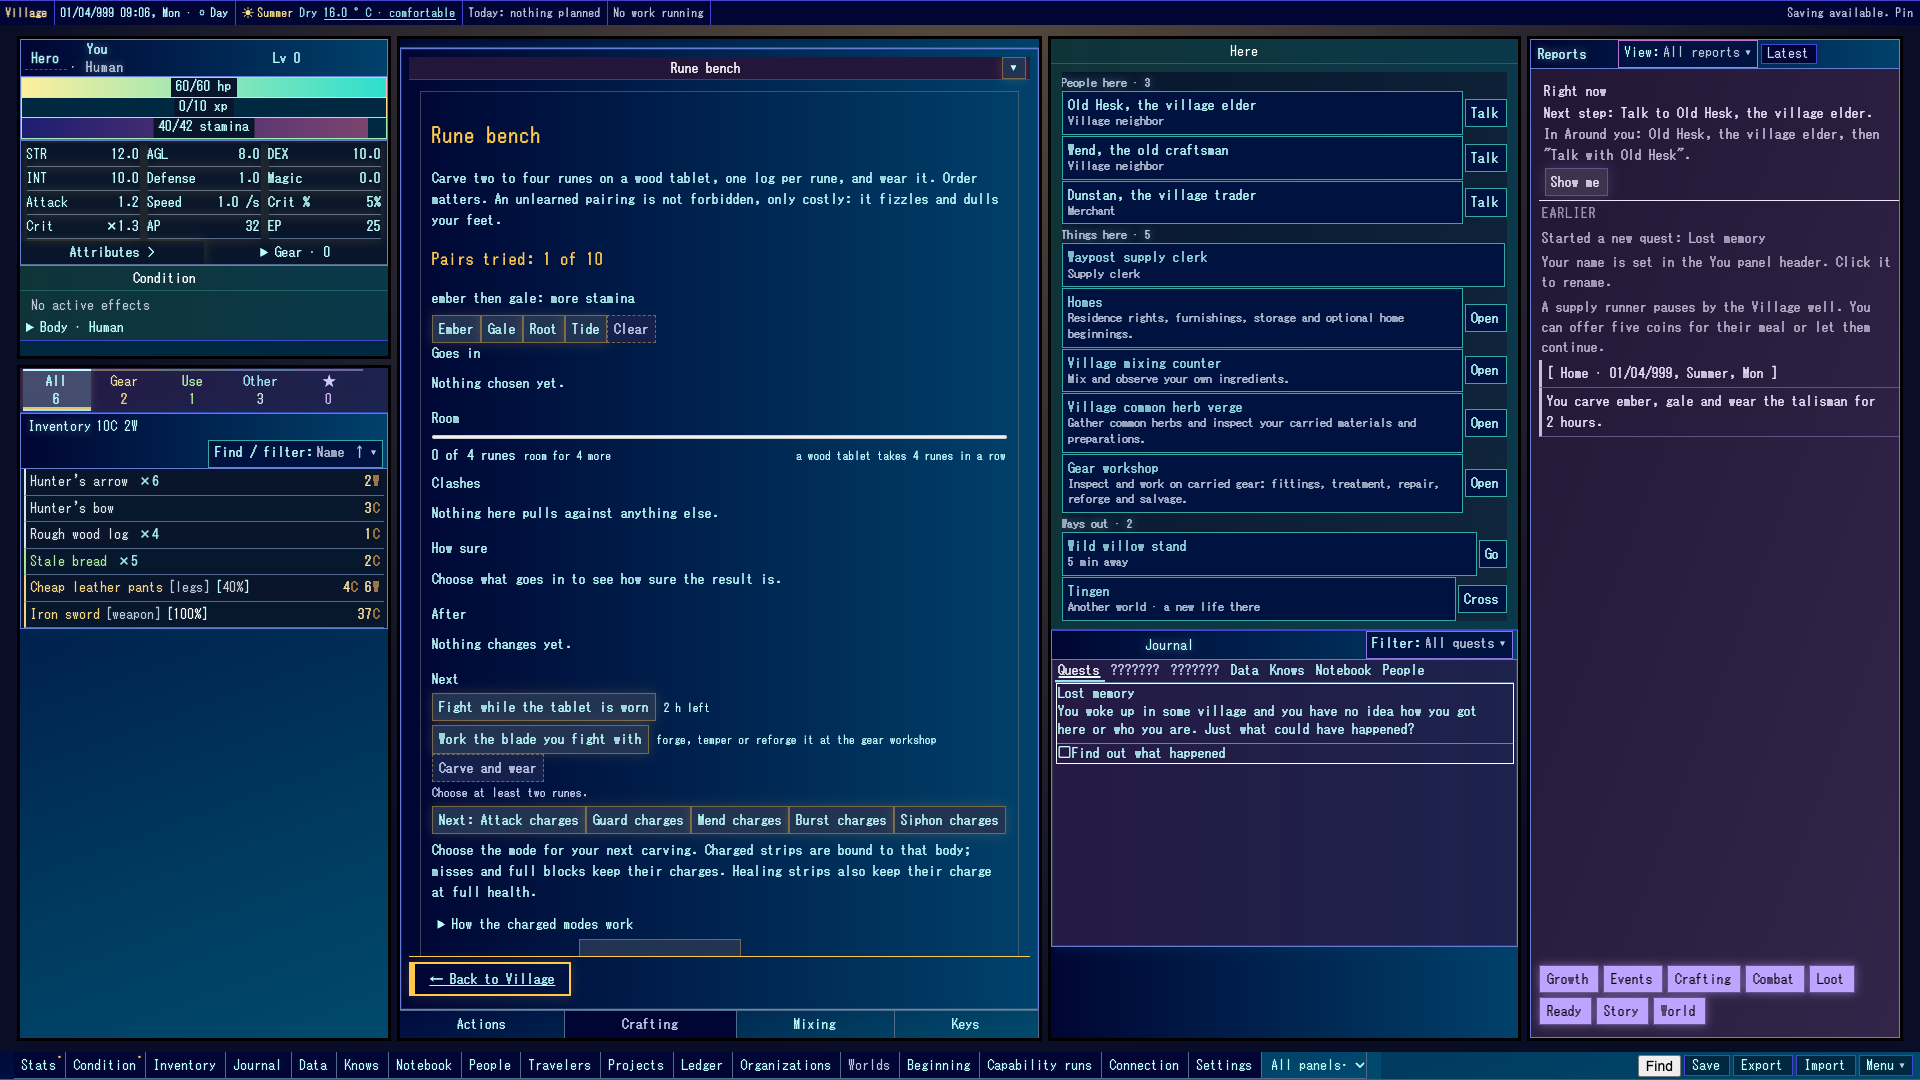 Village
01/04/999 09:06, Mon · ☼ Day
☀ Summer Dry 16.0 ° C · comfortable
Today: nothing planned
No work running
Saving available. Pin
Hero · You
Human
Lv 0
60/60 hp
0/10 xp
40/42 stamina
STR 12.0 AGL 8.0 DEX 10.0
INT 10.0 Defense 1.0 Magic 0.0
Attack 1.2 Speed 1.0 /s Crit % 5%
Crit ×1.3 AP 32 EP 25
Attributes >
▶ Gear · 0
Condition
No active effects
▶ Body · Human
All 6
Gear 2
Use 1
Other 3
★ 0
Inventory 10C 2W
Find / filter: Name ↑ ▾
Hunter's arrow ×6 2W
Hunter's bow 3C
Rough wood log ×4 1C
Stale bread ×5 2C
Cheap leather pants [legs] [40%] 4C 6W
Iron sword [weapon] [100%] 37C
Rune bench
▼
Rune bench
Carve two to four runes on a wood tablet, one log per rune, and wear it. Order
matters. An unlearned pairing is not forbidden, only costly: it fizzles and dulls
your feet.
Pairs tried: 1 of 10
ember then gale: more stamina
Ember Gale Root Tide Clear
Goes in
Nothing chosen yet.
Room
0 of 4 runes room for 4 more a wood tablet takes 4 runes in a row
Clashes
Nothing here pulls against anything else.
How sure
Choose what goes in to see how sure the result is.
After
Nothing changes yet.
Next
Fight while the tablet is worn 2 h left
Work the blade you fight with forge, temper or reforge it at the gear workshop
Carve and wear
Choose at least two runes.
Next: Attack charges Guard charges Mend charges Burst charges Siphon charges
Choose the mode for your next carving. Charged strips are bound to that body;
misses and full blocks keep their charges. Healing strips also keep their charge
at full health.
▶ How the charged modes work
← Back to Village
Actions Crafting Mixing Keys
Here
People here · 3
Old Hesk, the village elder
Village neighbor
Talk
Wend, the old craftsman
Village neighbor
Talk
Dunstan, the village trader
Merchant
Talk
Things here · 5
Waypost supply clerk
Supply clerk
Homes
Residence rights, furnishings, storage and optional home
beginnings.
Open
Village mixing counter
Mix and observe your own ingredients.
Open
Village common herb verge
Gather common herbs and inspect your carried materials and
preparations.
Open
Gear workshop
Inspect and work on carried gear: fittings, treatment, repair,
reforge and salvage.
Open
Ways out · 2
Wild willow stand
5 min away
Go
Tingen
Another world · a new life there
Cross
Journal
Filter: All quests ▾
Quests ??????? ??????? Data Knows Notebook People
Lost memory
You woke up in some village and you have no idea how you got
here or who you are. Just what could have happened?
☐Find out what happened
Reports
View: All reports ▾
Latest
Right now
Next step: Talk to Old Hesk, the village elder.
In Around you: Old Hesk, the village elder, then
"Talk with Old Hesk".
Show me
EARLIER
Started a new quest: Lost memory
Your name is set in the You panel header. Click it
to rename.
A supply runner pauses by the Village well. You
can offer five coins for their meal or let them
continue.
[ Home · 01/04/999, Summer, Mon ]
You carve ember, gale and wear the talisman for
2 hours.
Growth Events Crafting Combat Loot
Ready Story World
Stats Condition Inventory Journal Data Knows Notebook People Travelers Projects Ledger Organizations Worlds Beginning Capability runs Connection Settings All panels·
Find Save Export Import Menu ▾